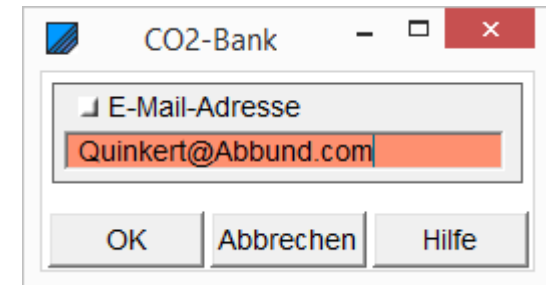 CO2-Bank
E-Mail-Adresse
Quinkert@Abbund.com
OK Abbrechen Hilfe